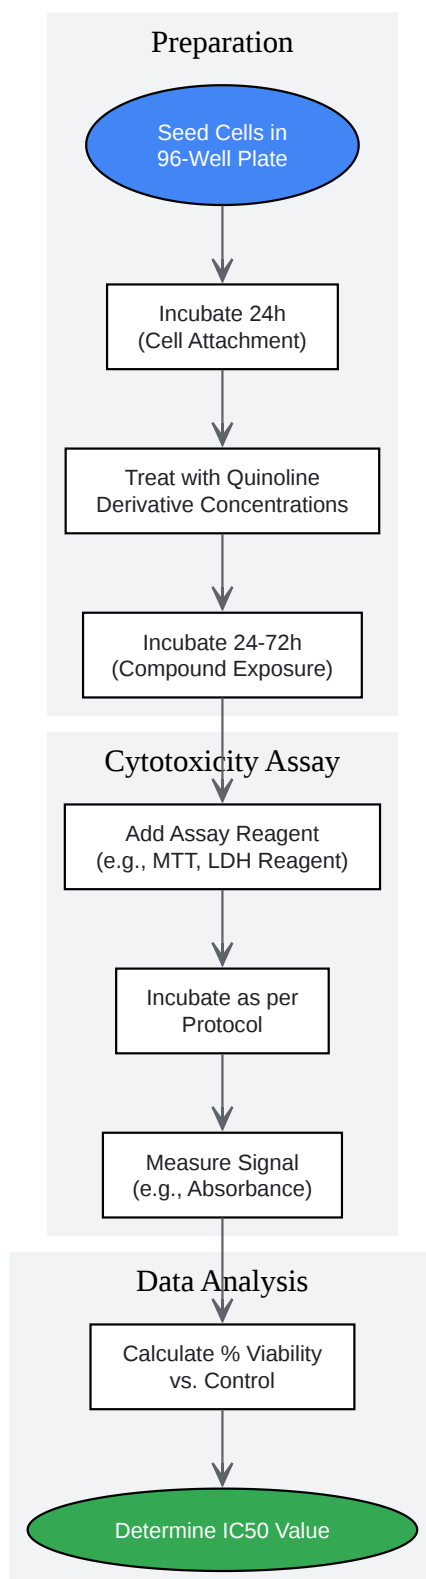 Preparation
Seed Cells in
96-Well Plate
Incubate 24h
(Cell Attachment)
Treat with Quinoline
Derivative Concentrations
Incubate 24-72h
(Compound Exposure)
Cytotoxicity Assay
Add Assay Reagent
(e.g., MTT, LDH Reagent)
Incubate as per
Protocol
Measure Signal
(e.g., Absorbance)
Data Analysis
Calculate % Viability
vs. Control
Determine IC50 Value